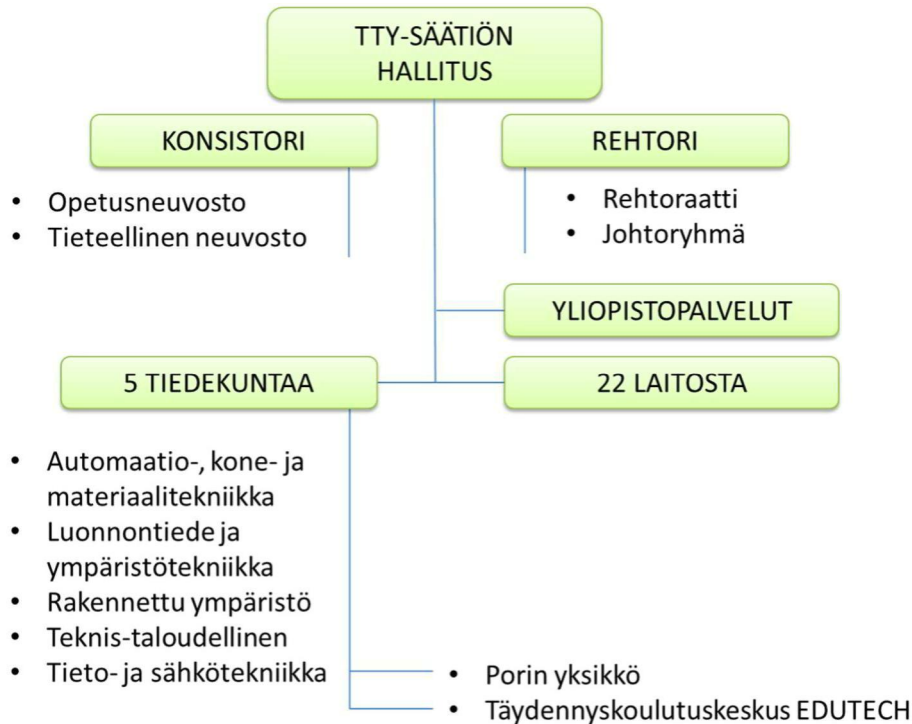 TTY-SÄÄTIÖN
HALLITUS
KONSISTORI
REHTORI
• Opetusneuvosto
• Tieteellinen neuvosto
• Rehtoraatti
• Johtoryhmä
YLIOPISTOPALVELUT
5 TIEDEKUNTAA
22 LAITOSTA
• Automaatio-, kone- ja
materiaalitekniikka
• Luonnontiede ja
ympäristötekniikka
• Rakennettu ympäristö
• Teknis-taloudellinen
• Tieto- ja sähkötekniikka
• Porin yksikkö
• Täydennyskoulutuskeskus EDUTECH